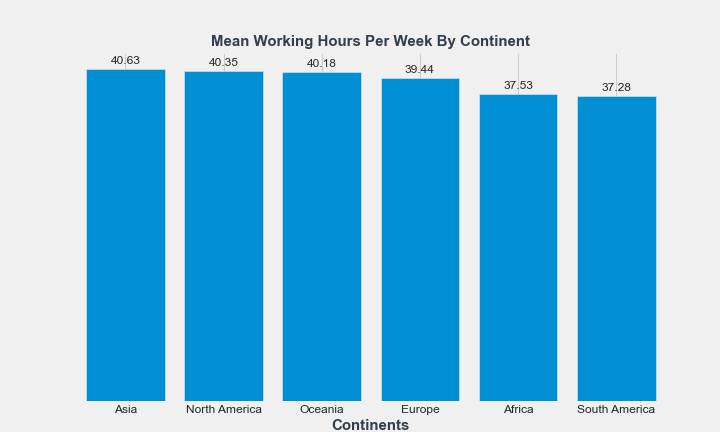 Mean Working Hours Per Week By Continent
40.63 40.35 40.18 39.44 37.53 37.28
Asia North America Oceania Europe Africa South America
Continents